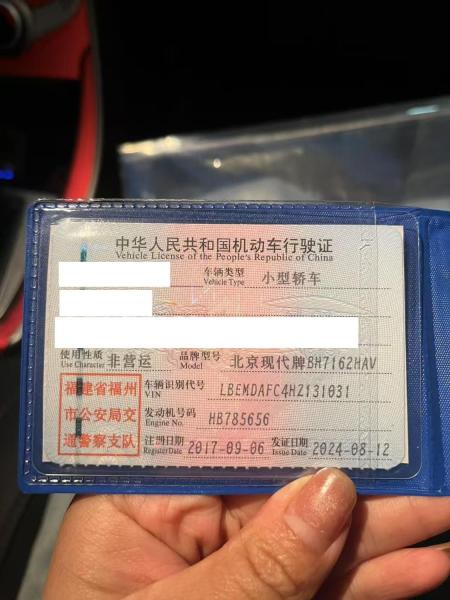 中华人民共和国机动车行驶证
Vehicle License of the People's Republic of China
车辆类型 小型轿车
Vehicle Type
使用性质 非营运 品牌型号 北京现代牌BH7162HAV
Use Character Model
福建省福州
市公安局交
通警察支队
车辆识别代号 LBEMDAFC4HZ131031
VIN
发动机号码 HB785656
Engine No.
注册日期 2017-09-06 发证日期 2024-08-12
Register Date Issue Date